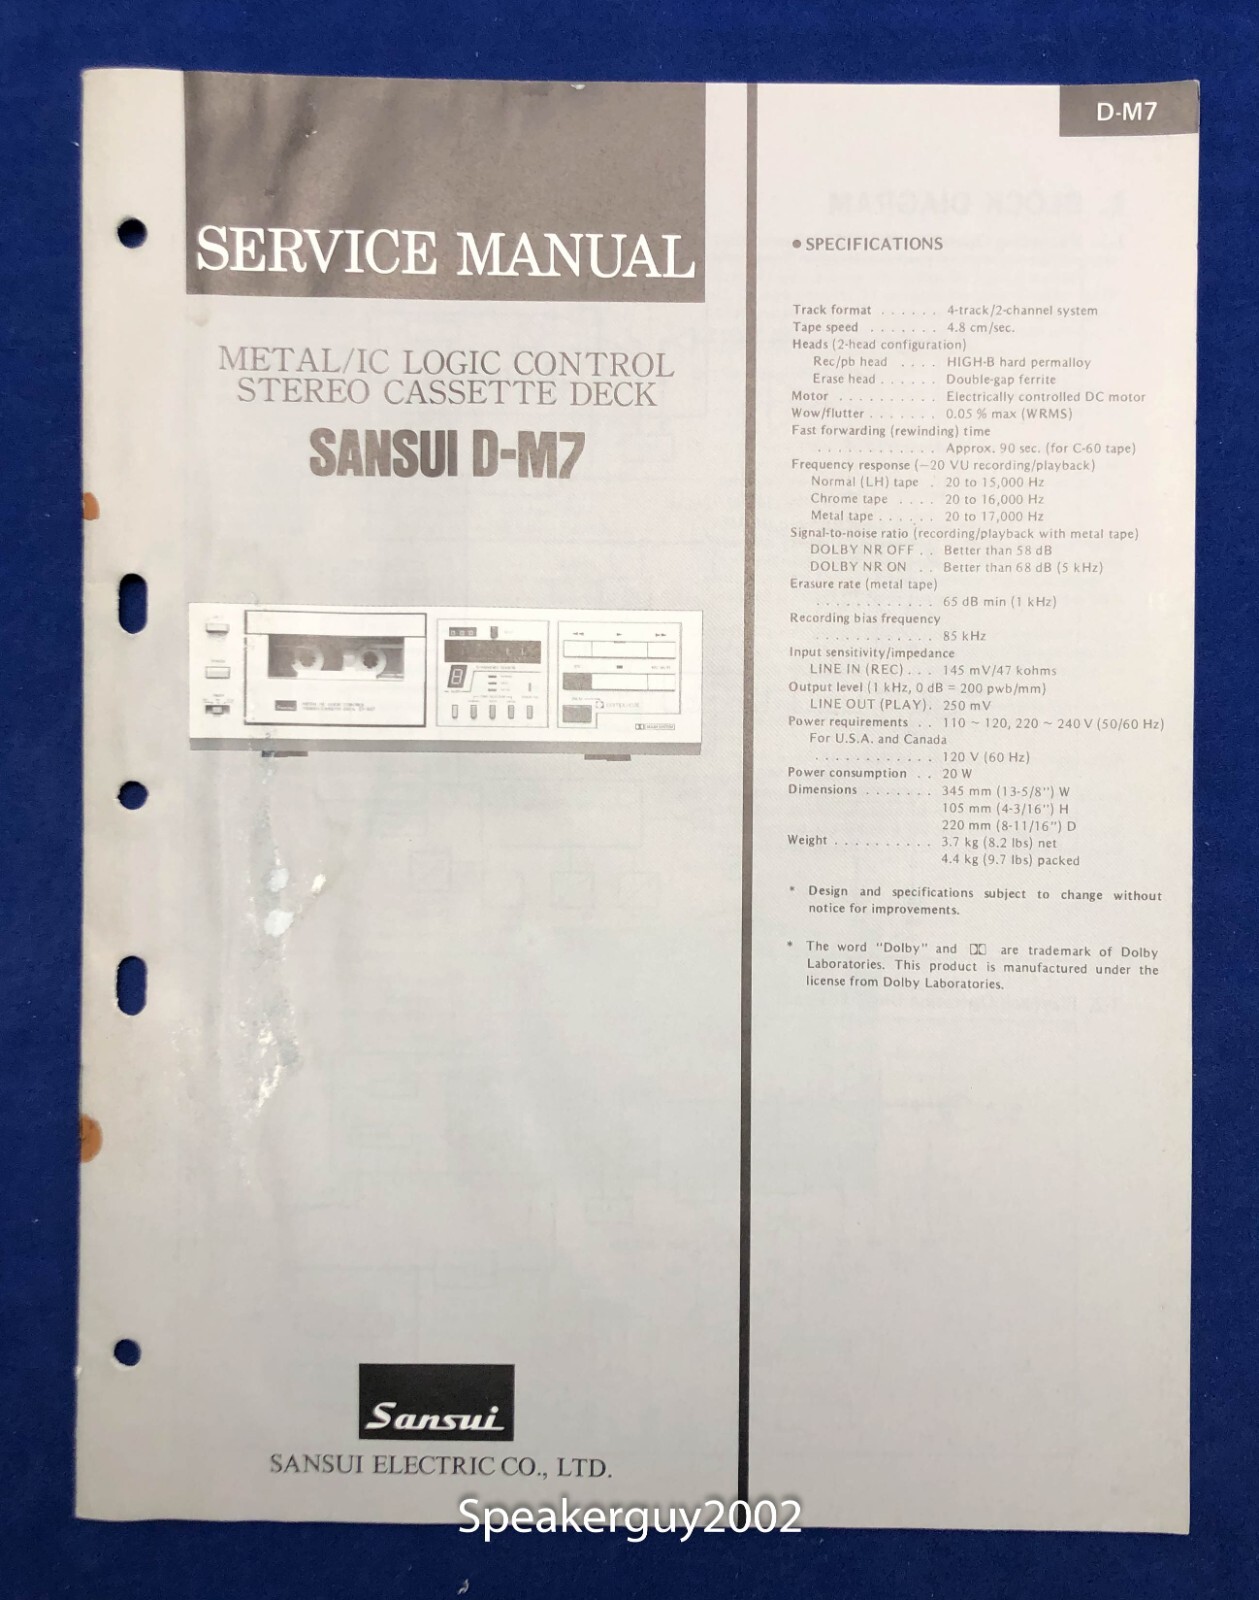 D-M7
SERVICE MANUAL
METAL/IC LOGIC CONTROL
STEREO CASSETTE DECK
SANSUI D-M7
Sansui
SANSUI ELECTRIC CO., LTD.
● SPECIFICATIONS
Track format . . . . . . 4-track/2-channel system
Tape speed . . . . . . . 4.8 cm/sec.
Heads (2-head configuration)
Rec/pb head . . . . HIGH-B hard permalloy
Erase head . . . . . . Double-gap ferrite
Motor . . . . . . . . . . Electrically controlled DC motor
Wow/flutter . . . . . . . 0.05 % max (WRMS)
Fast forwarding (rewinding) time
. . . . . . . . . . . . Approx. 90 sec. (for C-60 tape)
Frequency response (−20 VU recording/playback)
Normal (LH) tape . 20 to 15,000 Hz
Chrome tape . . . . 20 to 16,000 Hz
Metal tape . . . . . . 20 to 17,000 Hz
Signal-to-noise ratio (recording/playback with metal tape)
DOLBY NR OFF . . Better than 58 dB
DOLBY NR ON . . Better than 68 dB (5 kHz)
Erasure rate (metal tape)
. . . . . . . . . . . . 65 dB min (1 kHz)
Recording bias frequency
. . . . . . . . . . . . 85 kHz
Input sensitivity/impedance
LINE IN (REC) . . . 145 mV/47 kohms
Output level (1 kHz, 0 dB = 200 pwb/mm)
LINE OUT (PLAY). 250 mV
Power requirements . . 110 ~ 120, 220 ~ 240 V (50/60 Hz)
For U.S.A. and Canada
. . . . . . . . . . . . 120 V (60 Hz)
Power consumption . . 20 W
Dimensions . . . . . . . 345 mm (13-5/8") W
105 mm (4-3/16") H
220 mm (8-11/16") D
Weight . . . . . . . . . . 3.7 kg (8.2 lbs) net
4.4 kg (9.7 lbs) packed
* Design and specifications subject to change without
notice for improvements.
* The word "Dolby" and are trademark of Dolby
Laboratories. This product is manufactured under the
license from Dolby Laboratories.
Speakerguy2002